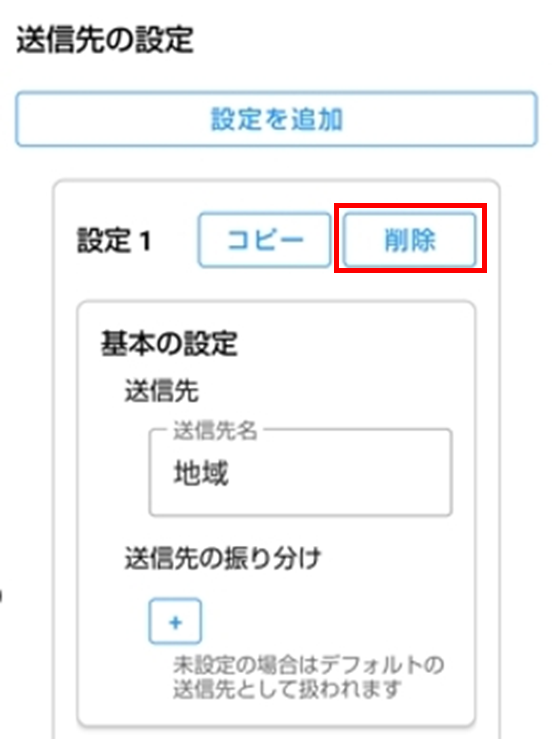 送信先の設定
設定を追加
設定 1 コピー 削除
基本の設定
送信先
送信先名
地域
送信先の振り分け
+
未設定の場合はデフォルトの
送信先として扱われます